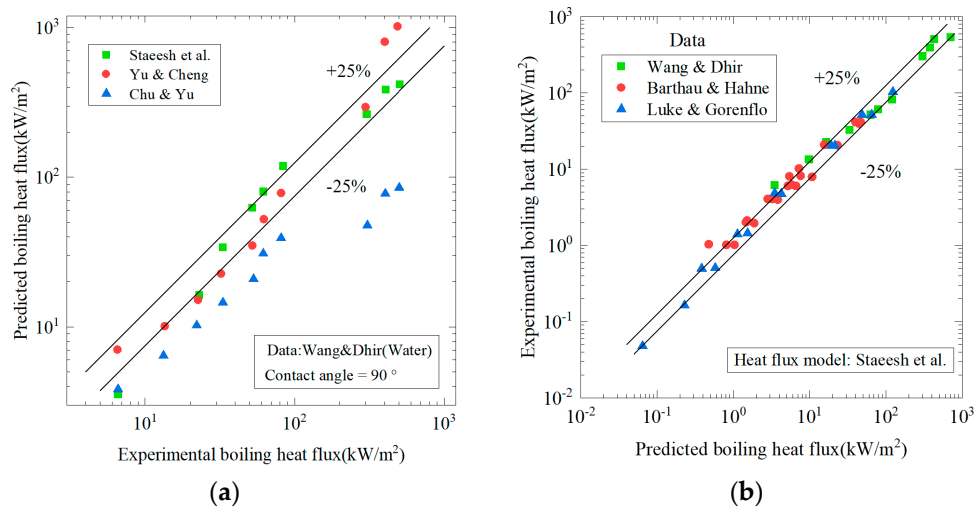 Predicted boiling heat flux(kW/m²)
10³
10²
10¹
Staeesh et al.
Yu & Cheng
Chu & Yu
+25%
-25%
Data:Wang&Dhir(Water)
Contact angle = 90 °
10¹
10²
10³
Experimental boiling heat flux(kW/m²)
(a)
Experimental boiling heat flux(kW/m²)
10³
10²
10¹
10⁰
10⁻¹
10⁻²
Data
Wang & Dhir
Barthau & Hahne
Luke & Gorenflo
+25%
-25%
Heat flux model: Staeesh et al.
10⁻²
10⁻¹
10⁰
10¹
10²
10³
Predicted boiling heat flux(kW/m²)
(b)